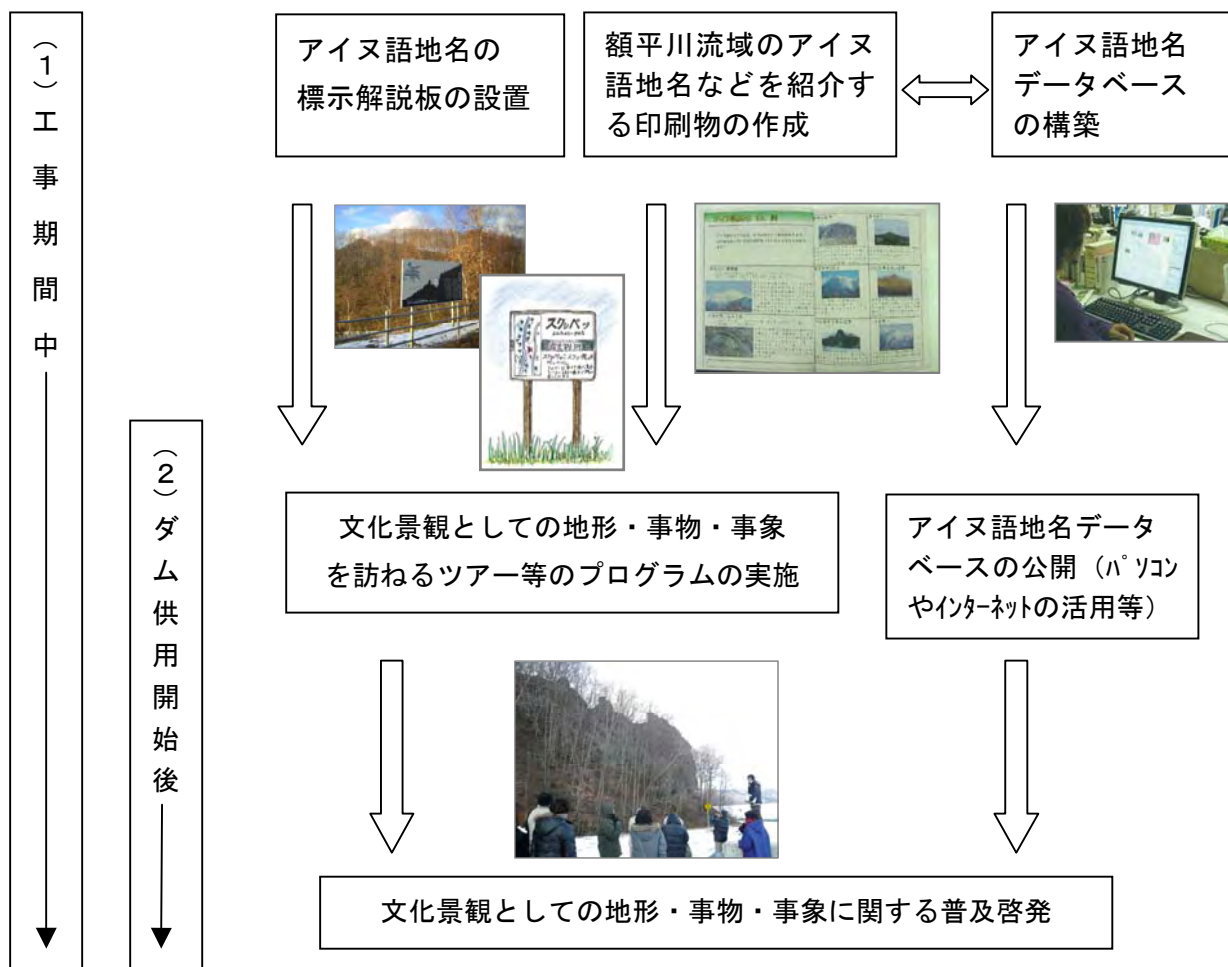 （１）工事期間中
（２）ダム供用開始後
アイヌ語地名の
標示解説板の設置
額平川流域のアイヌ
語地名などを紹介す
る印刷物の作成
アイヌ語地名
データベース
の構築
スクㇽペッ
文化景観としての地形・事物・事象
を訪ねるツアー等のプログラムの実施
アイヌ語地名データ
ベースの公開（ﾊﾟｿｺﾝ
やｲﾝﾀｰﾈｯﾄの活用等）
文化景観としての地形・事物・事象に関する普及啓発